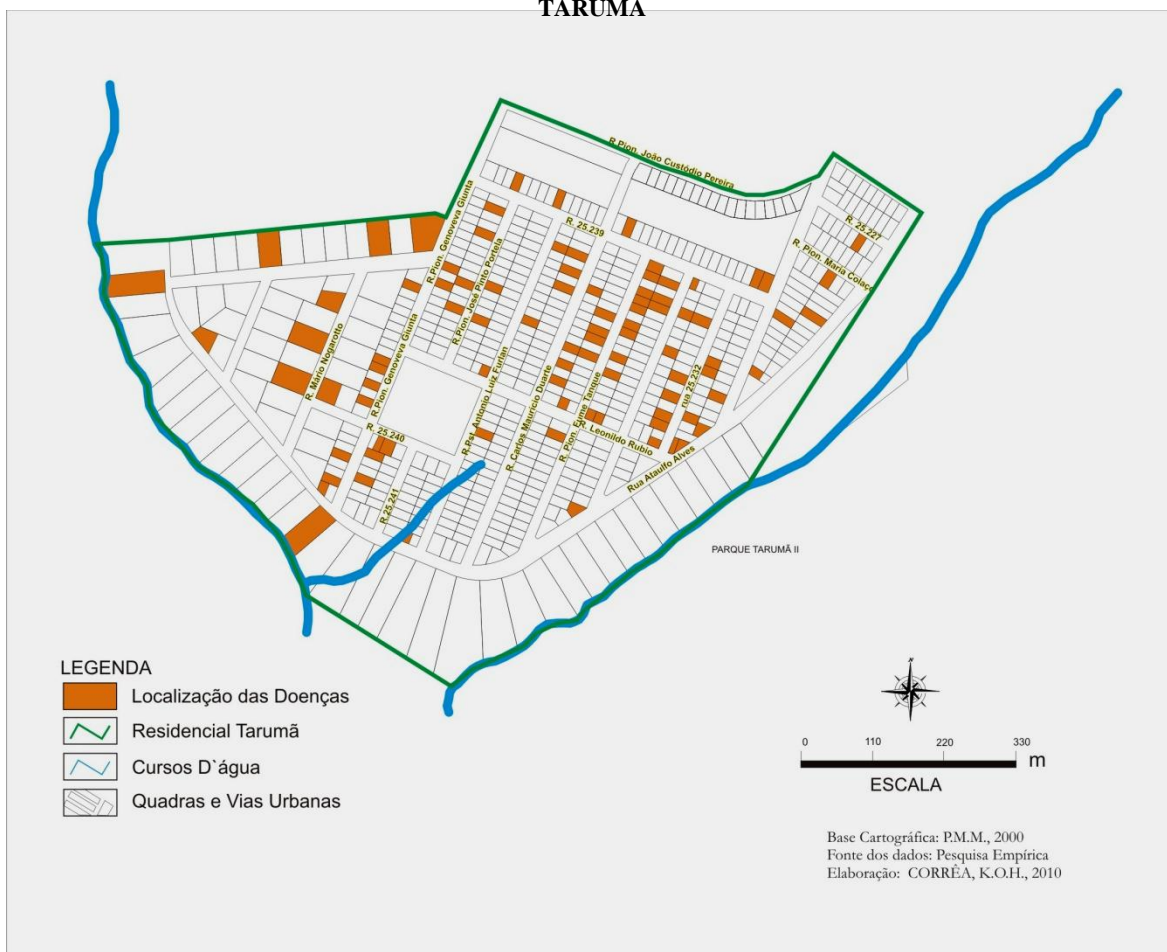 TARUMÃ
R.Pion. João Custódio Pereira
R. 25.227
R. Pion. Maria Colaço
R. 25.239
R.Pion. Genoveva Giunta
R.Pion. José Pinto Portela
R.Pion. Genoveva Giunta
R. Mário Nogarotto
R.Pst. Antonio Luiz Furlan
R. Carlos Maurício Duarte
R. Pion. Fume Tanque
rua 25.232
R. Leonildo Rubio
R. 25.240
R.25.241
Rua Ataulfo Alves
PARQUE TARUMÃ II
LEGENDA
Localização das Doenças
Residencial Tarumã
Cursos D`água
Quadras e Vias Urbanas
N
0 110 220 330
m
ESCALA
Base Cartográfica: P.M.M., 2000
Fonte dos dados: Pesquisa Empírica
Elaboração: CORRÊA, K.O.H., 2010